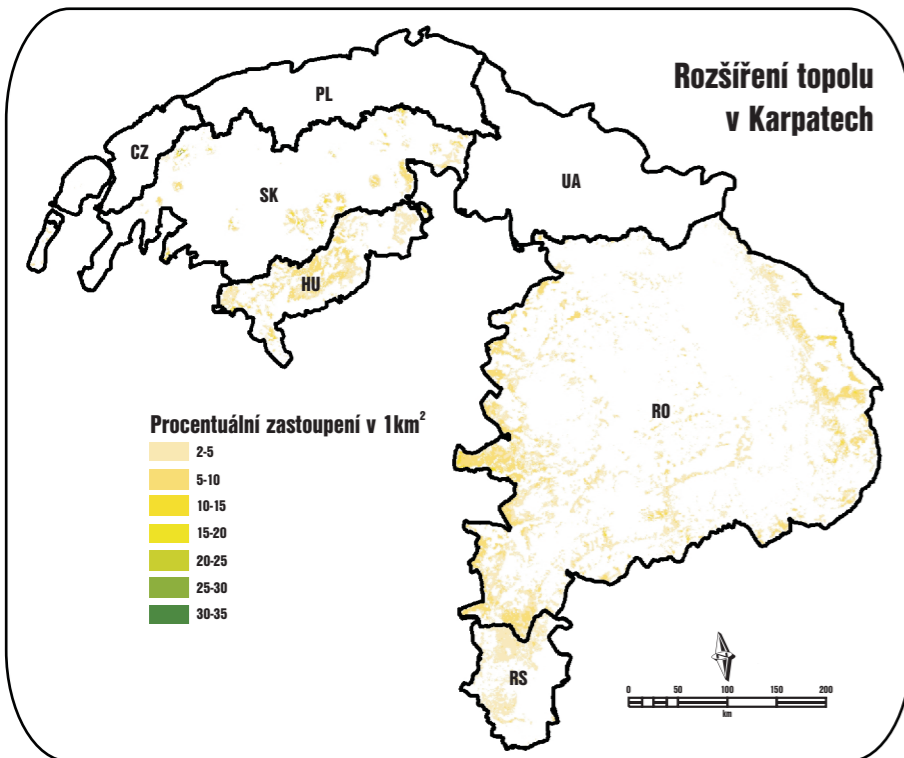 Rozšíření topolu
v Karpatech
PL
CZ
SK
UA
HU
RO
RS
Procentuální zastoupení v 1km²
2-5
5-10
10-15
15-20
20-25
25-30
30-35
0 50 100 150 200
km